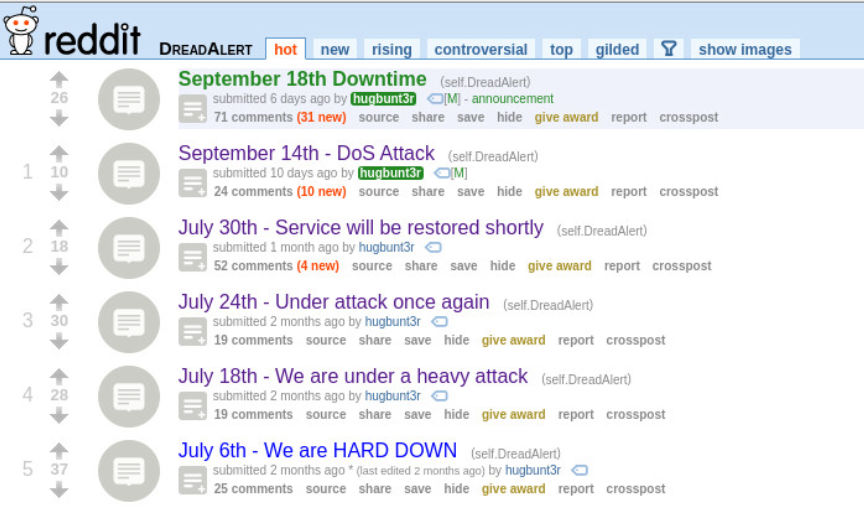 reddit DREADALERT hot new rising controversial top gilded show images
26
September 18th Downtime (self.DreadAlert)
submitted 6 days ago by hugbunt3r [M] - announcement
71 comments (31 new) source share save hide give award report crosspost
1
10
September 14th - DoS Attack (self.DreadAlert)
submitted 10 days ago by hugbunt3r [M]
24 comments (10 new) source share save hide give award report crosspost
2
18
July 30th - Service will be restored shortly (self.DreadAlert)
submitted 1 month ago by hugbunt3r
52 comments (4 new) source share save hide give award report crosspost
3
30
July 24th - Under attack once again (self.DreadAlert)
submitted 2 months ago by hugbunt3r
19 comments source share save hide give award report crosspost
4
28
July 18th - We are under a heavy attack (self.DreadAlert)
submitted 2 months ago by hugbunt3r
19 comments source share save hide give award report crosspost
5
37
July 6th - We are HARD DOWN (self.DreadAlert)
submitted 2 months ago * (last edited 2 months ago) by hugbunt3r
25 comments source share save hide give award report crosspost